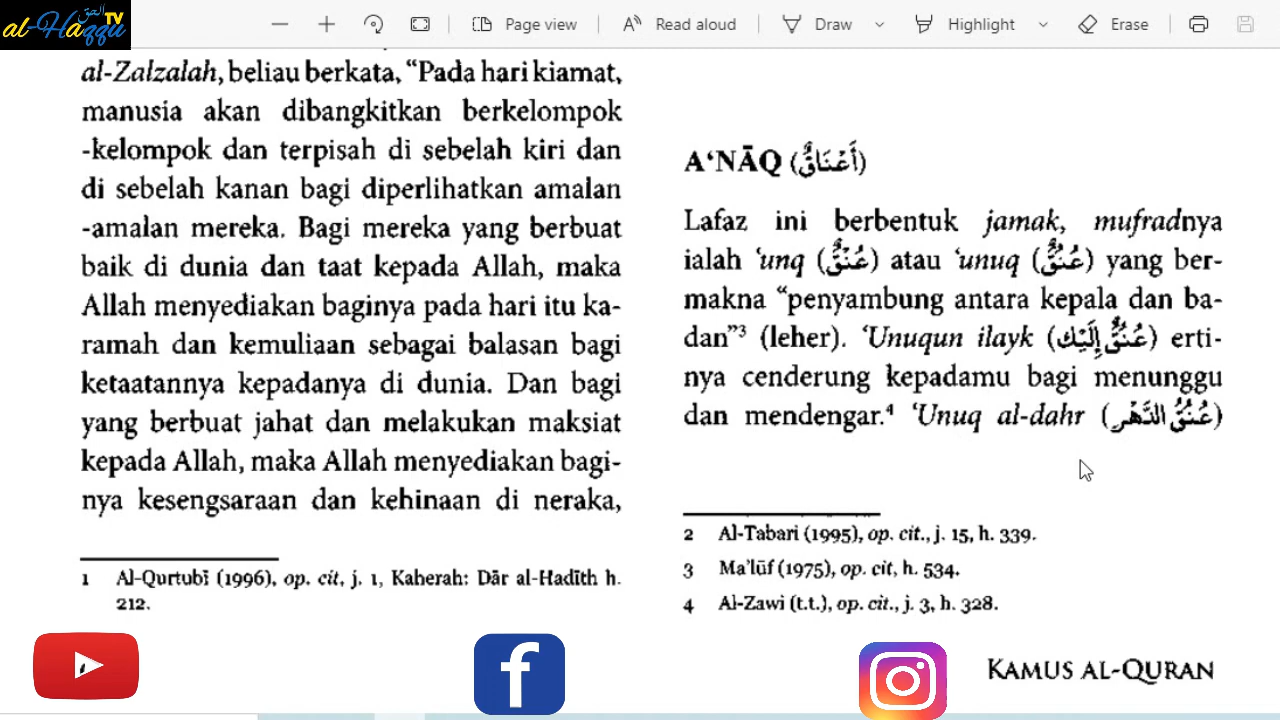 al-Haqqu TV
الحق
Page view
Read aloud
Draw
Highlight
Erase
al-Zalzalah, beliau berkata, “Pada hari kiamat,
manusia akan dibangkitkan berkelompok
-kelompok dan terpisah di sebelah kiri dan
di sebelah kanan bagi diperlihatkan amalan
-amalan mereka. Bagi mereka yang berbuat
baik di dunia dan taat kepada Allah, maka
Allah menyediakan baginya pada hari itu ka-
ramah dan kemuliaan sebagai balasan bagi
ketaatannya kepadanya di dunia. Dan bagi
yang berbuat jahat dan melakukan maksiat
kepada Allah, maka Allah menyediakan bagi-
nya kesengsaraan dan kehinaan di neraka,
1 Al-Qurtubī (1996), op. cit, j. 1, Kaherah: Dār al-Hadīth h.
212.
A‘NĀQ (أَعْنَاقٌ)
Lafaz ini berbentuk jamak, mufradnya
ialah ‘unq (عُنْقٌ) atau ‘unuq (عُنُقٌ) yang ber-
makna “penyambung antara kepala dan ba-
dan”³ (leher). ‘Unuqun ilayk (عُنُقٌ إِلَيْك) erti-
nya cenderung kepadamu bagi menunggu
dan mendengar.⁴ ‘Unuq al-dahr (عُنُقُ الدَّهْرِ)
2 Al-Tabari (1995), op. cit., j. 15, h. 339.
3 Ma’lūf (1975), op. cit, h. 534.
4 Al-Zawi (t.t.), op. cit., j. 3, h. 328.
KAMUS AL-QURAN